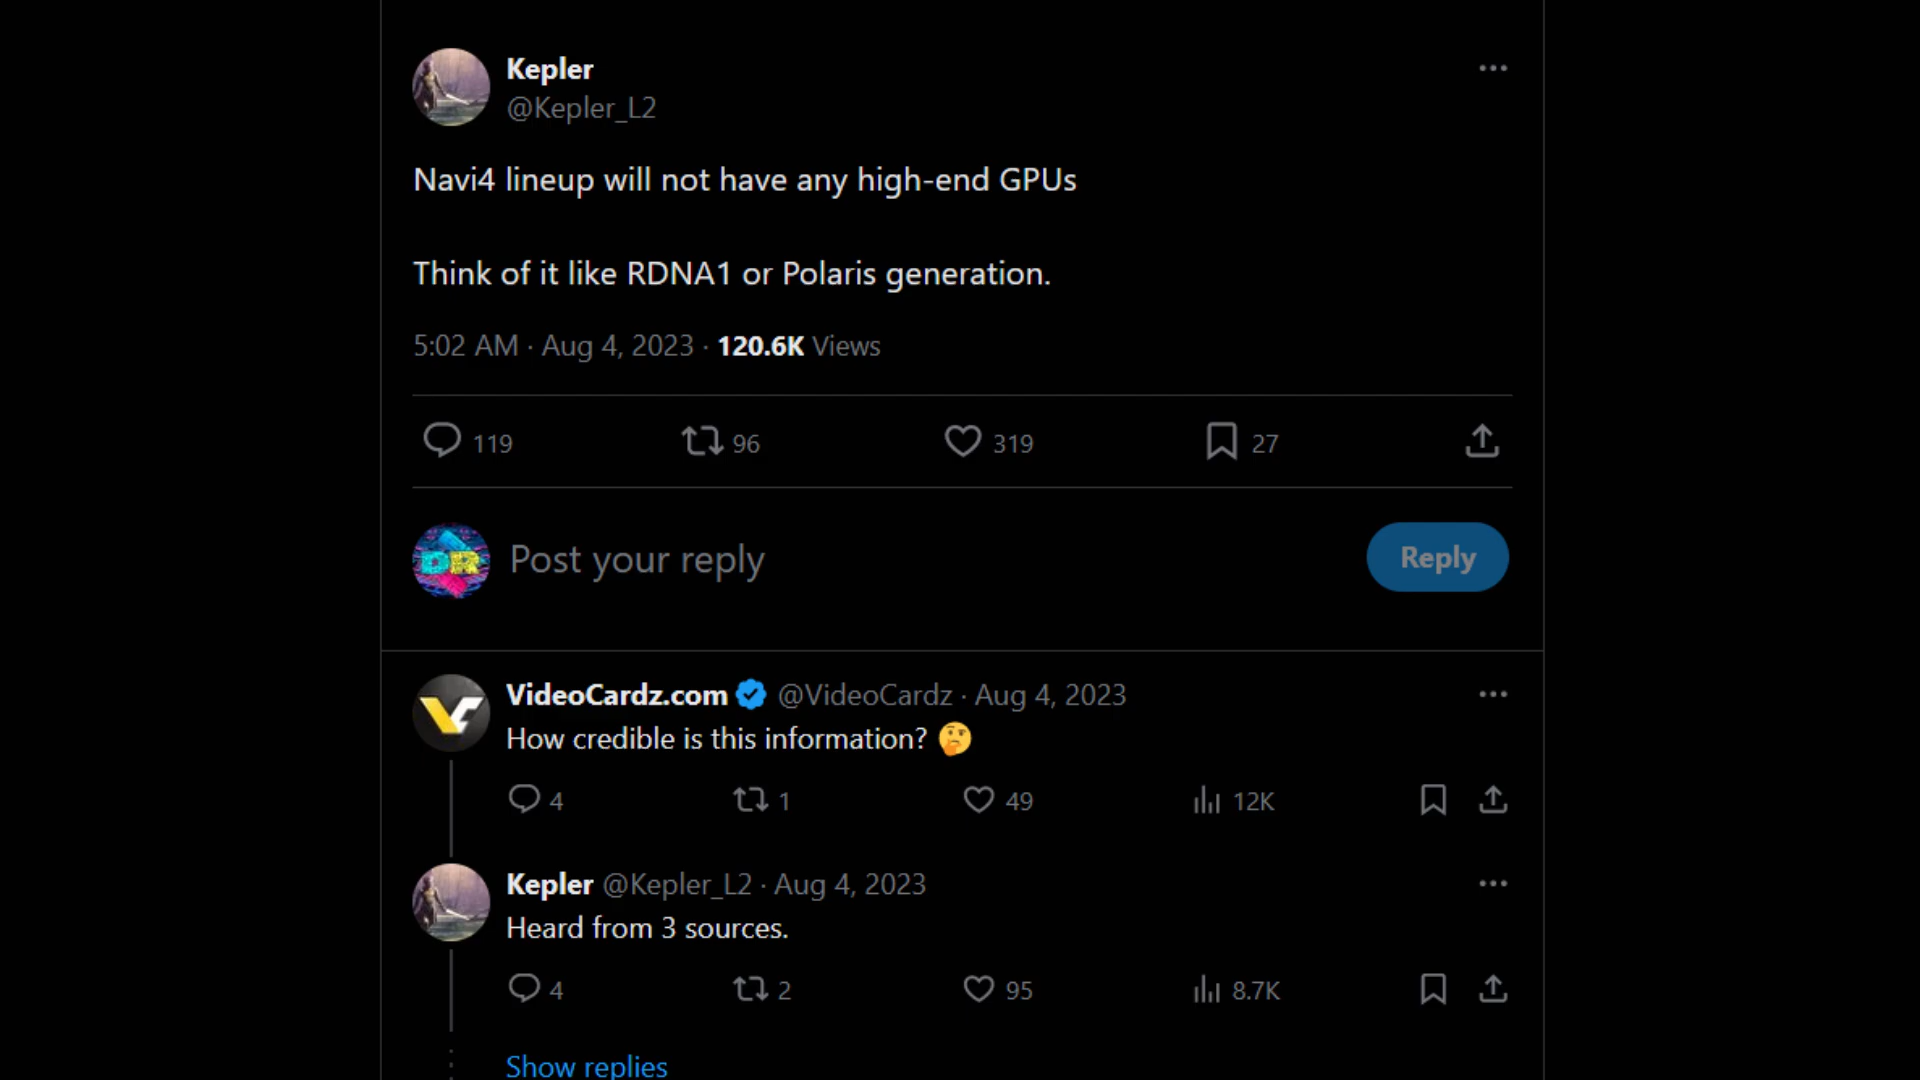 Kepler
@Kepler_L2
Navi4 lineup will not have any high-end GPUs
Think of it like RDNA1 or Polaris generation.
5:02 AM · Aug 4, 2023 · 120.6K Views
119 96 319 27
DR
Post your reply
Reply
VideoCardz.com @VideoCardz · Aug 4, 2023
How credible is this information? 🤔
4 1 49 12K
Kepler @Kepler_L2 · Aug 4, 2023
Heard from 3 sources.
4 2 95 8.7K
Show replies